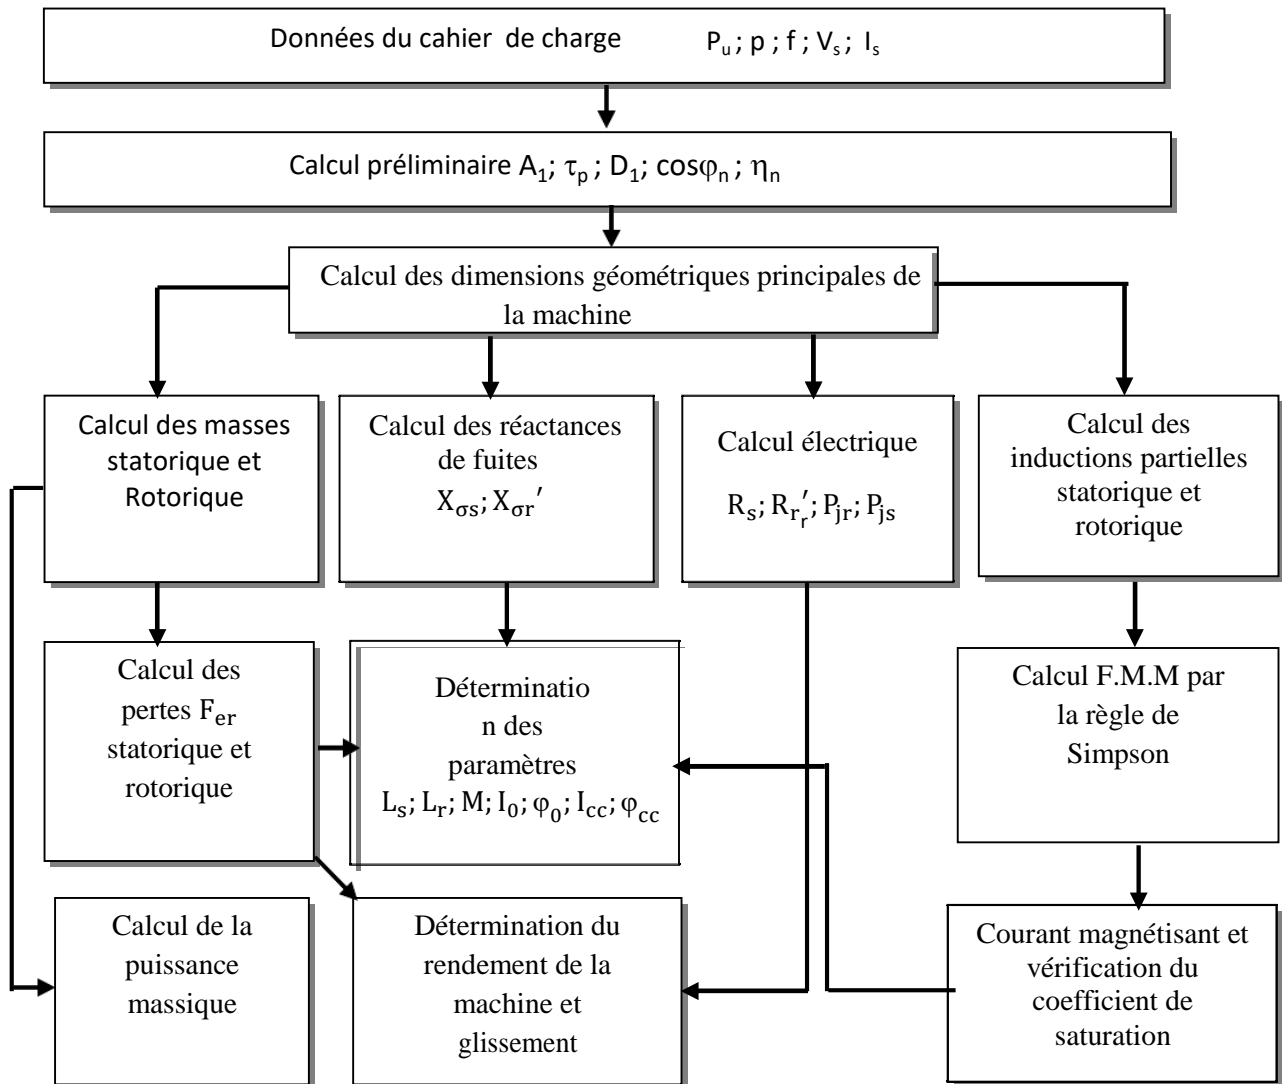 Données du cahier de charge P_u ; p ; f ; V_s ; I_s
Calcul préliminaire A_1; τ_p ; D_1; cosφ_n ; η_n
Calcul des dimensions géométriques principales de
la machine
Calcul des masses
statorique et
Rotorique
Calcul des réactances
de fuites
X_σs; X_σr′
Calcul électrique
R_s; R_r_r′; P_jr; P_js
Calcul des
inductions partielles
statorique et
rotorique
Calcul des
pertes F_er
statorique et
rotorique
Déterminatio
n des
paramètres
L_s; L_r; M; I_0; φ_0; I_cc; φ_cc
Calcul F.M.M par
la règle de
Simpson
Calcul de la
puissance
massique
Détermination du
rendement de la
machine et
glissement
Courant magnétisant et
vérification du
coefficient de
saturation